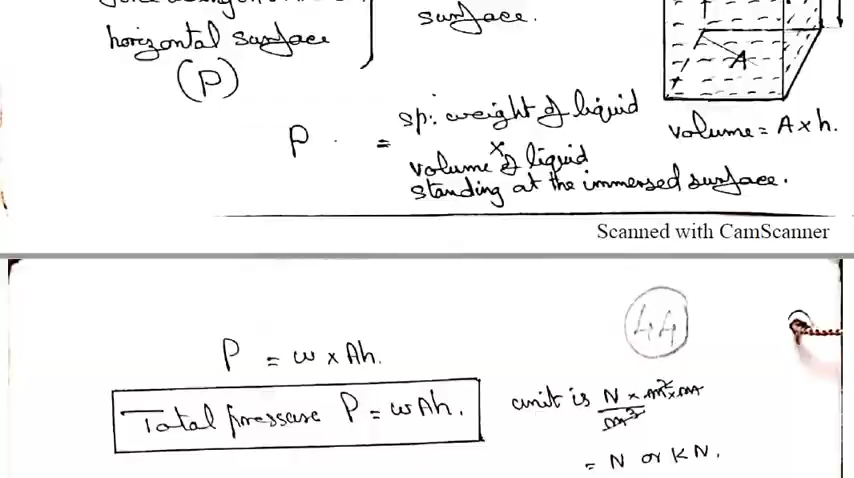 horizontal surface
(P)
surface.
A
P = sp: weight of liquid
x
volume of liquid
standing at the immersed surface.
volume = A x h.
Scanned with CamScanner
44
P = w x Ah.
Total pressure P = wAh.
unit is N x m² x m
m³
= N or KN.